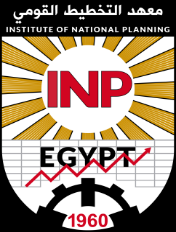 معهد التخطيط القومي
INSTITUTE OF NATIONAL PLANNING
INP
EGYPT
1960